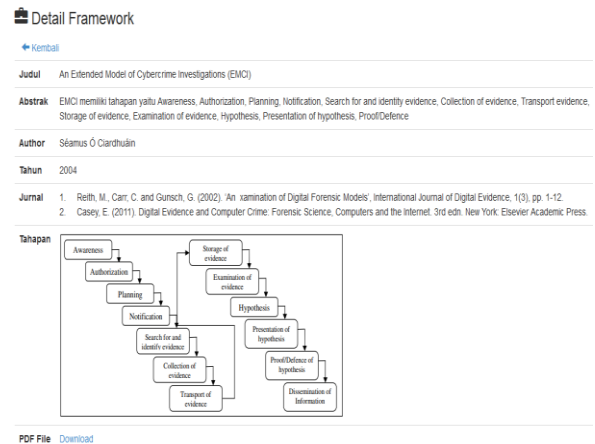 Detail Framework
Kembali
Judul An Extended Model of Cybercrime Investigations (EMCI)
Abstrak EMCI memiliki tahapan yaitu Awareness, Authorization, Planning, Notification, Search for and identity evidence, Collection of evidence, Transport evidence,
Storage of evidence, Examination of evidence, Hypothesis, Presentation of hypothesis, Proof/Defence
Author Séamus Ó Ciardhuáin
Tahun 2004
Jurnal 1. Reith, M., Carr, C. and Gunsch, G. (2002). 'An xamination of Digital Forensic Models', International Journal of Digital Evidence, 1(3), pp. 1-12.
2. Casey, E. (2011). Digital Evidence and Computer Crime: Forensic Science, Computers and the Internet. 3rd edn. New York: Elsevier Academic Press.
Tahapan
Awareness
Authorization
Planning
Notification
Search for and
identify evidence
Collection of
evidence
Transport of
evidence
Storage of
evidence
Examination of
evidence
Hypothesis
Presentation of
hypothesis
Proof/Defence of
hypothesis
Dissemination of
Information
PDF File Download